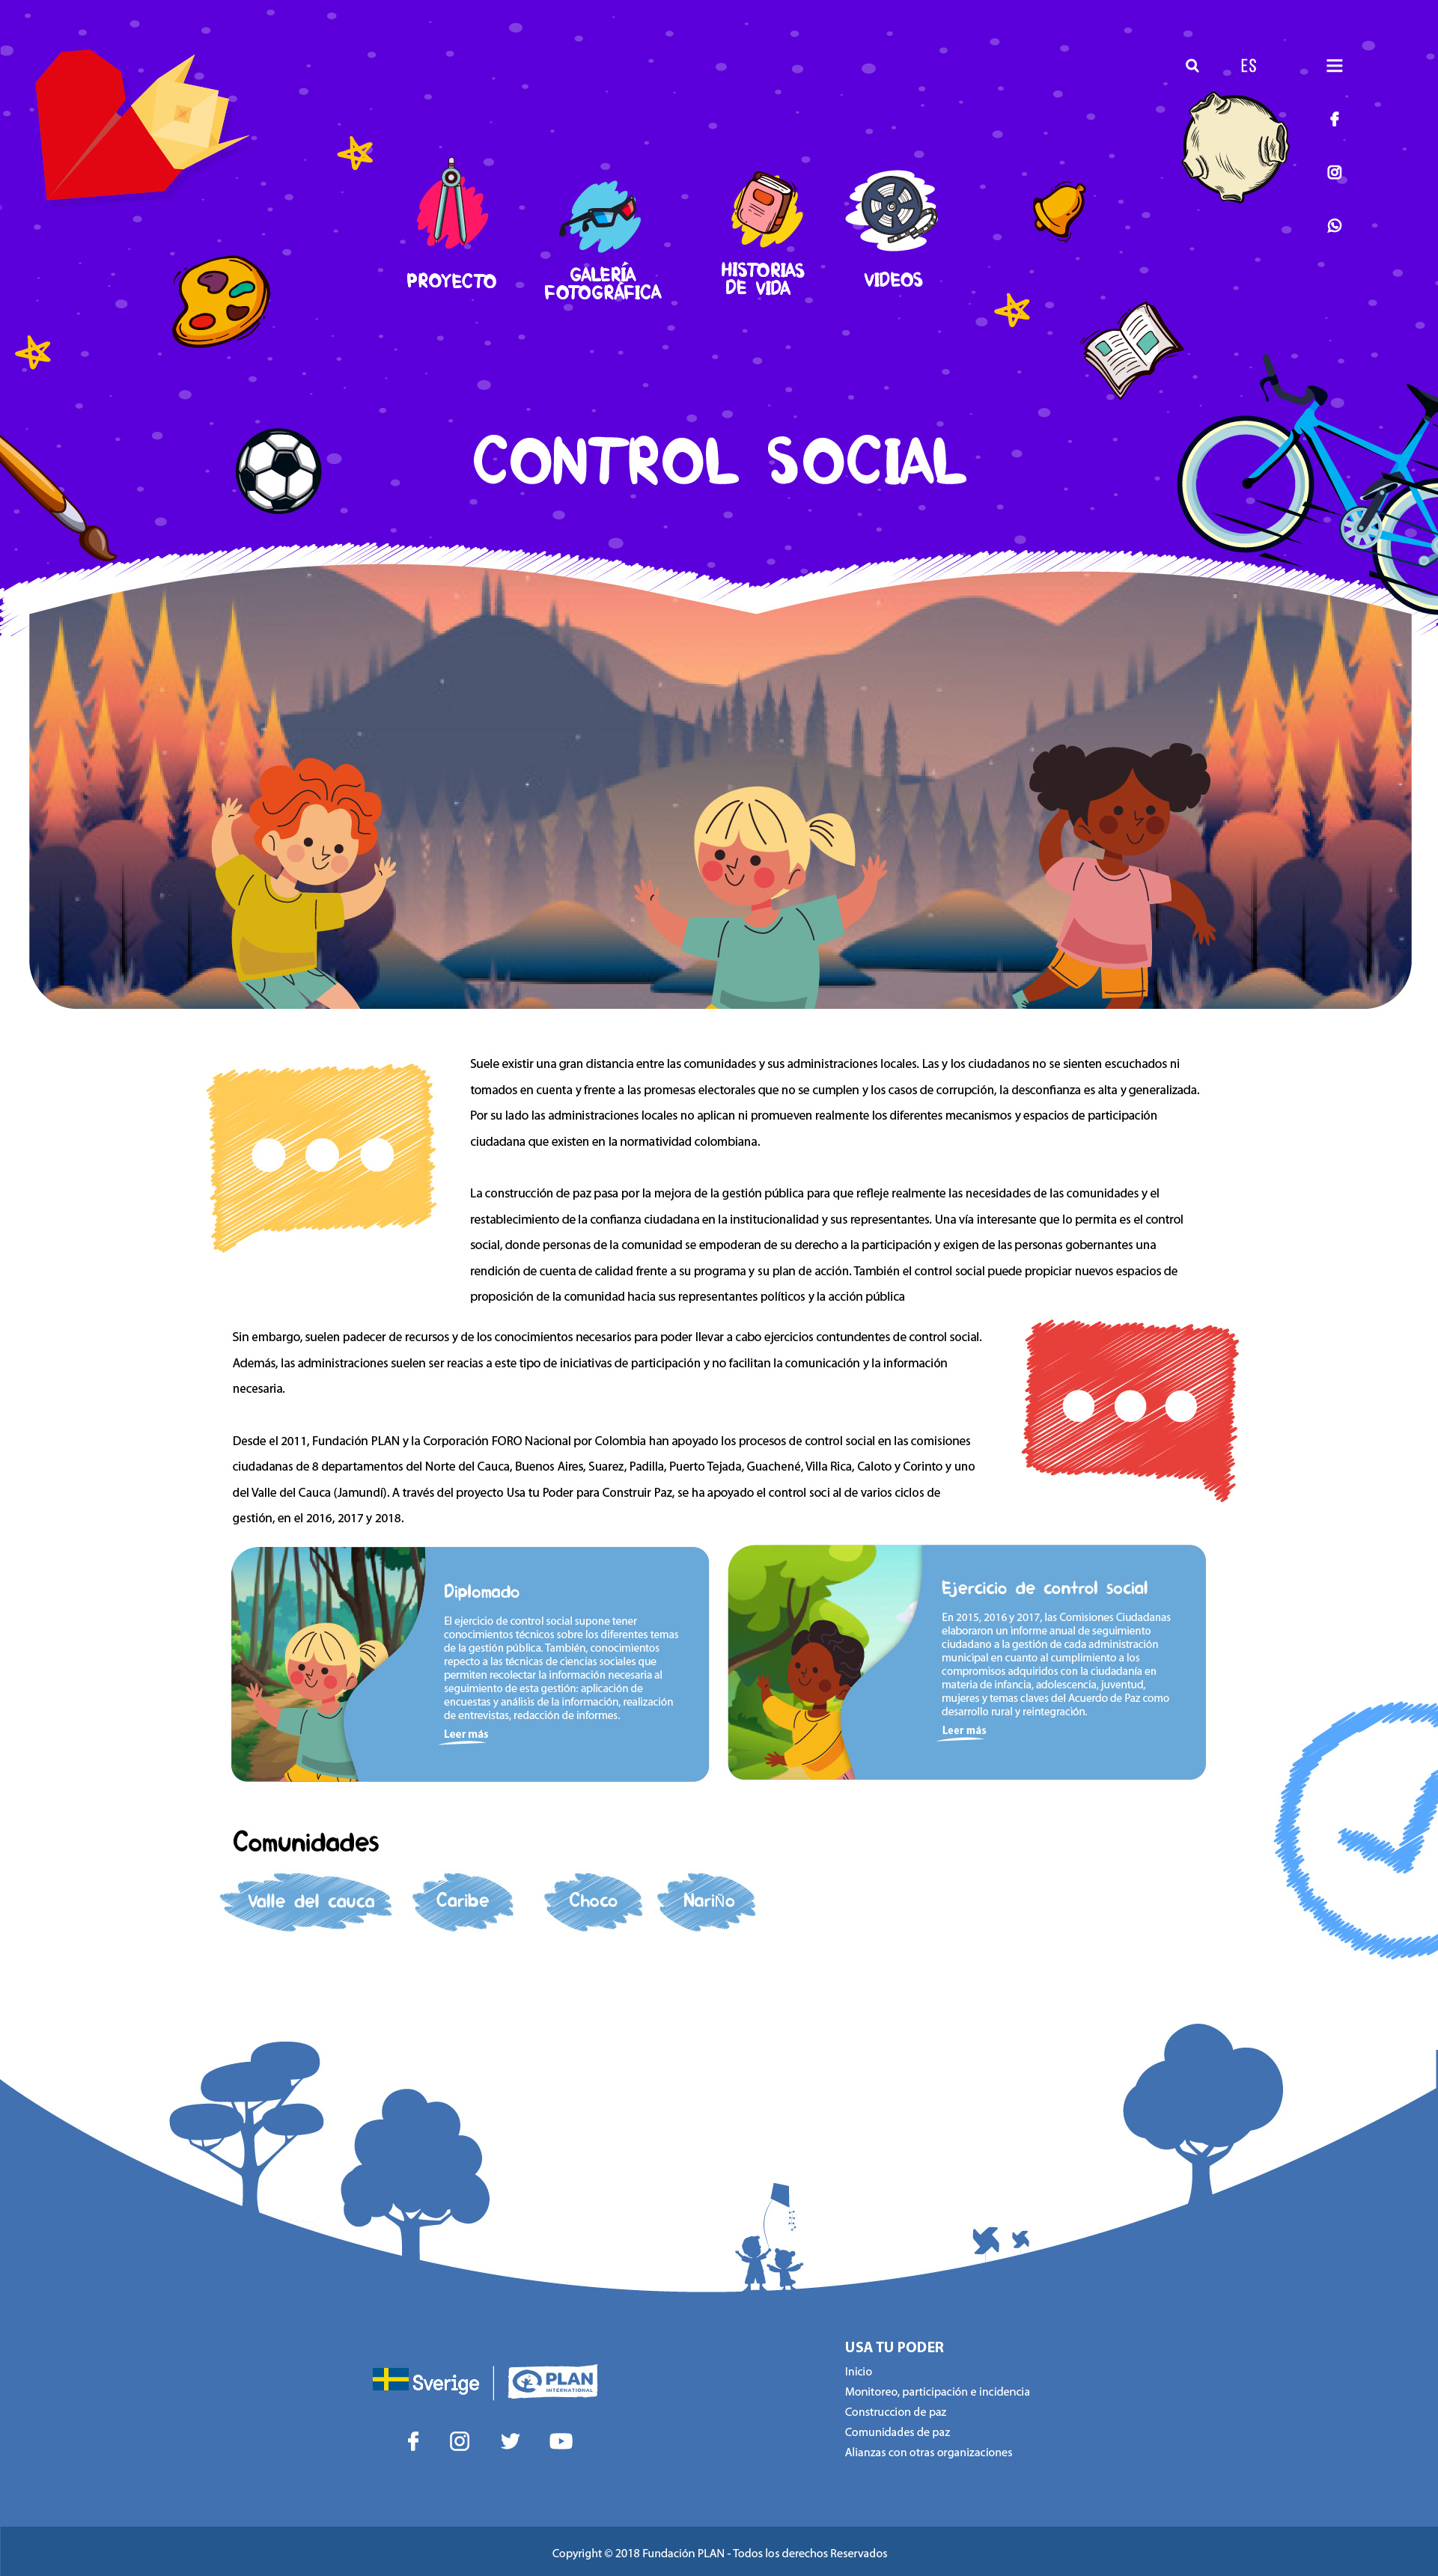 ES
PROYECTO
GALERÍA
FOTOGRÁFICA
HISTORIAS
DE VIDA
VIDEOS
CONTROL SOCIAL
Suele existir una gran distancia entre las comunidades y sus administraciones locales. Las y los ciudadanos no se sienten escuchados ni
tomados en cuenta y frente a las promesas electorales que no se cumplen y los casos de corrupción, la desconfianza es alta y generalizada.
Por su lado las administraciones locales no aplican ni promueven realmente los diferentes mecanismos y espacios de participación
ciudadana que existen en la normatividad colombiana.
La construcción de paz pasa por la mejora de la gestión pública para que refleje realmente las necesidades de las comunidades y el
restablecimiento de la confianza ciudadana en la institucionalidad y sus representantes. Una vía interesante que lo permita es el control
social, donde personas de la comunidad se empoderan de su derecho a la participación y exigen de las personas gobernantes una
rendición de cuenta de calidad frente a su programa y su plan de acción. También el control social puede propiciar nuevos espacios de
proposición de la comunidad hacia sus representantes políticos y la acción pública
Sin embargo, suelen padecer de recursos y de los conocimientos necesarios para poder llevar a cabo ejercicios contundentes de control social.
Además, las administraciones suelen ser reacias a este tipo de iniciativas de participación y no facilitan la comunicación y la información
necesaria.
Desde el 2011, Fundación PLAN y la Corporación FORO Nacional por Colombia han apoyado los procesos de control social en las comisiones
ciudadanas de 8 departamentos del Norte del Cauca, Buenos Aires, Suarez, Padilla, Puerto Tejada, Guachené, Villa Rica, Caloto y Corinto y uno
del Valle del Cauca (Jamundí). A través del proyecto Usa tu Poder para Construir Paz, se ha apoyado el control soci al de varios ciclos de
gestión, en el 2016, 2017 y 2018.
Diplomado
El ejercicio de control social supone tener
conocimientos técnicos sobre los diferentes temas
de la gestión pública. También, conocimientos
repecto a las técnicas de ciencias sociales que
permiten recolectar la información necesaria al
seguimiento de esta gestión: aplicación de
encuestas y análisis de la información, realización
de entrevistas, redacción de informes.
Leer más
Ejercicio de control social
En 2015, 2016 y 2017, las Comisiones Ciudadanas
elaboraron un informe anual de seguimiento
ciudadano a la gestión de cada administración
municipal en cuanto al cumplimiento a los
compromisos adquiridos con la ciudadanía en
materia de infancia, adolescencia, juventud,
mujeres y temas claves del Acuerdo de Paz como
desarrollo rural y reintegración.
Leer más
Comunidades
Valle del cauca
Caribe
Choco
NariÑo
Sverige
PLAN
INTERNATIONAL
USA TU PODER
Inicio
Monitoreo, participación e incidencia
Construccion de paz
Comunidades de paz
Alianzas con otras organizaciones
Copyright © 2018 Fundación PLAN - Todos los derechos Reservados